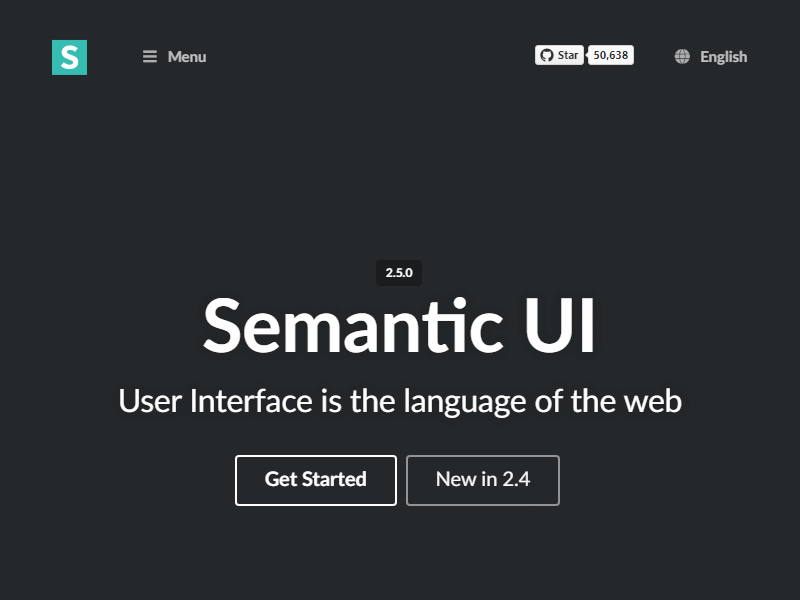 S Menu Star 50,638 English
2.5.0
Semantic UI
User Interface is the language of the web
Get Started New in 2.4